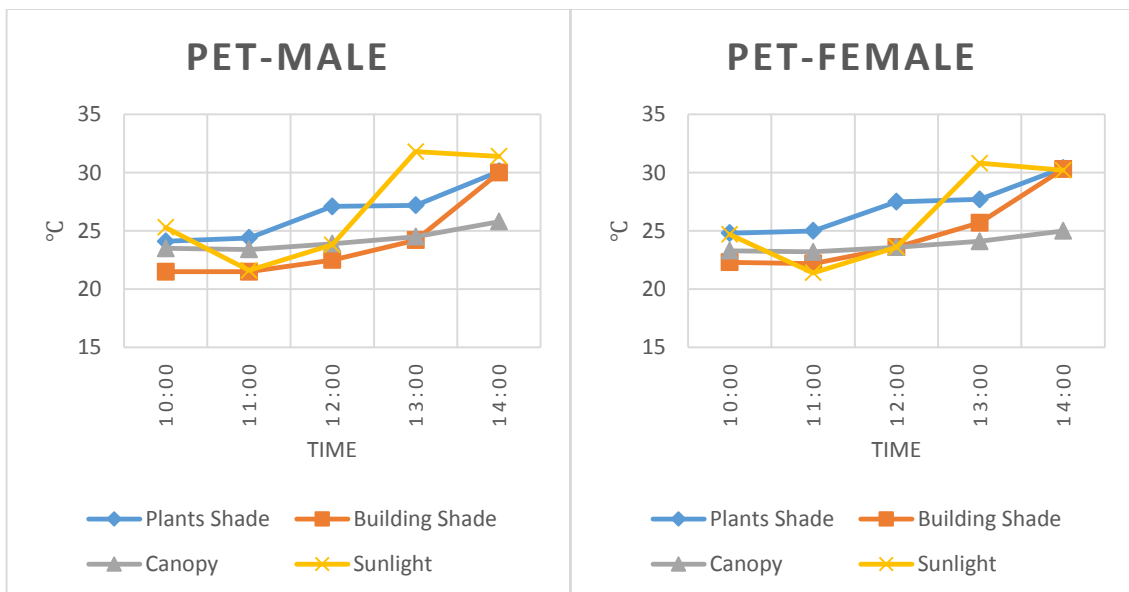 PET-MALE
35
30
25
20
15
°C
10:00
11:00
12:00
13:00
14:00
TIME
Plants Shade
Building Shade
Canopy
Sunlight
PET-FEMALE
35
30
25
20
15
°C
10:00
11:00
12:00
13:00
14:00
TIME
Plants Shade
Building Shade
Canopy
Sunlight